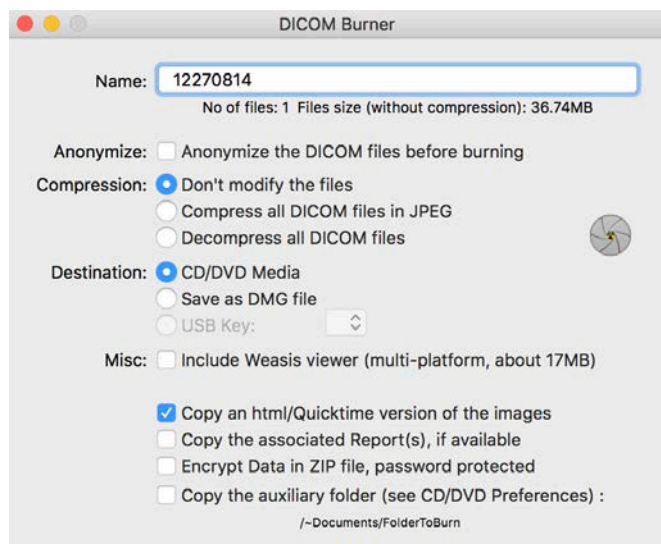 DICOM Burner
Name: 12270814
No of files: 1 Files size (without compression): 36.74MB
Anonymize: Anonymize the DICOM files before burning
Compression: Don't modify the files
Compress all DICOM files in JPEG
Decompress all DICOM files
Destination: CD/DVD Media
Save as DMG file
USB Key:
Misc: Include Weasis viewer (multi-platform, about 17MB)
Copy an html/Quicktime version of the images
Copy the associated Report(s), if available
Encrypt Data in ZIP file, password protected
Copy the auxiliary folder (see CD/DVD Preferences) :
/~Documents/FolderToBurn